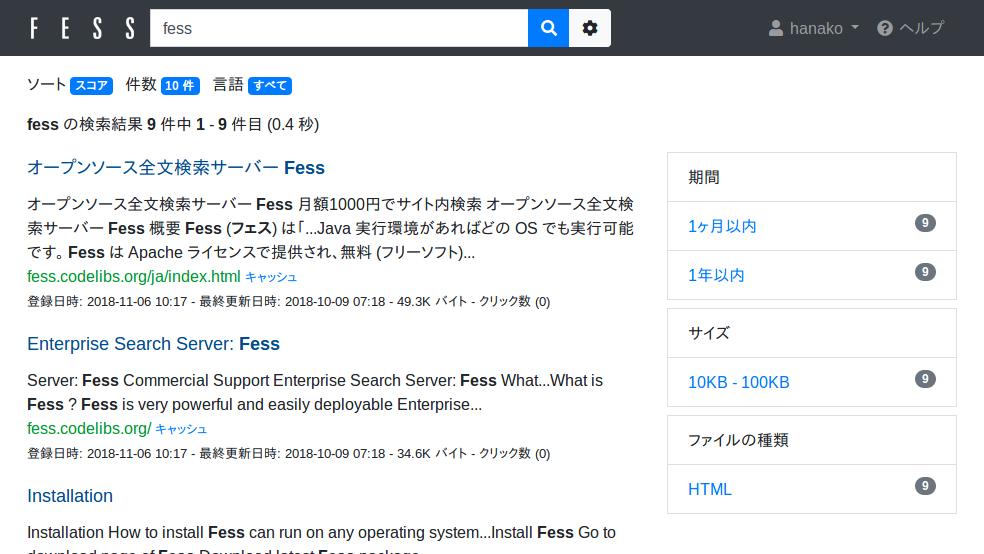 FESS
fess
hanako
ヘルプ
ソート スコア 件数 10 件 言語 すべて
fess の検索結果 9 件中 1 - 9 件目 (0.4 秒)
オープンソース全文検索サーバー Fess
オープンソース全文検索サーバー Fess 月額1000円でサイト内検索 オープンソース全文検
索サーバー Fess 概要 Fess (フェス) は「...Java 実行環境があればどの OS でも実行可能
です。 Fess は Apache ライセンスで提供され、無料 (フリーソフト)...
fess.codelibs.org/ja/index.html キャッシュ
登録日時: 2018-11-06 10:17 - 最終更新日時: 2018-10-09 07:18 - 49.3K バイト - クリック数 (0)
Enterprise Search Server: Fess
Server: Fess Commercial Support Enterprise Search Server: Fess What...What is
Fess ? Fess is very powerful and easily deployable Enterprise...
fess.codelibs.org/ キャッシュ
登録日時: 2018-11-06 10:17 - 最終更新日時: 2018-10-09 07:18 - 34.6K バイト - クリック数 (0)
Installation
Installation How to install Fess can run on any operating system...Install Fess Go to
download page of Fess Download latest Fess package
期間
1ヶ月以内 9
1年以内 9
サイズ
10KB - 100KB 9
ファイルの種類
HTML 9